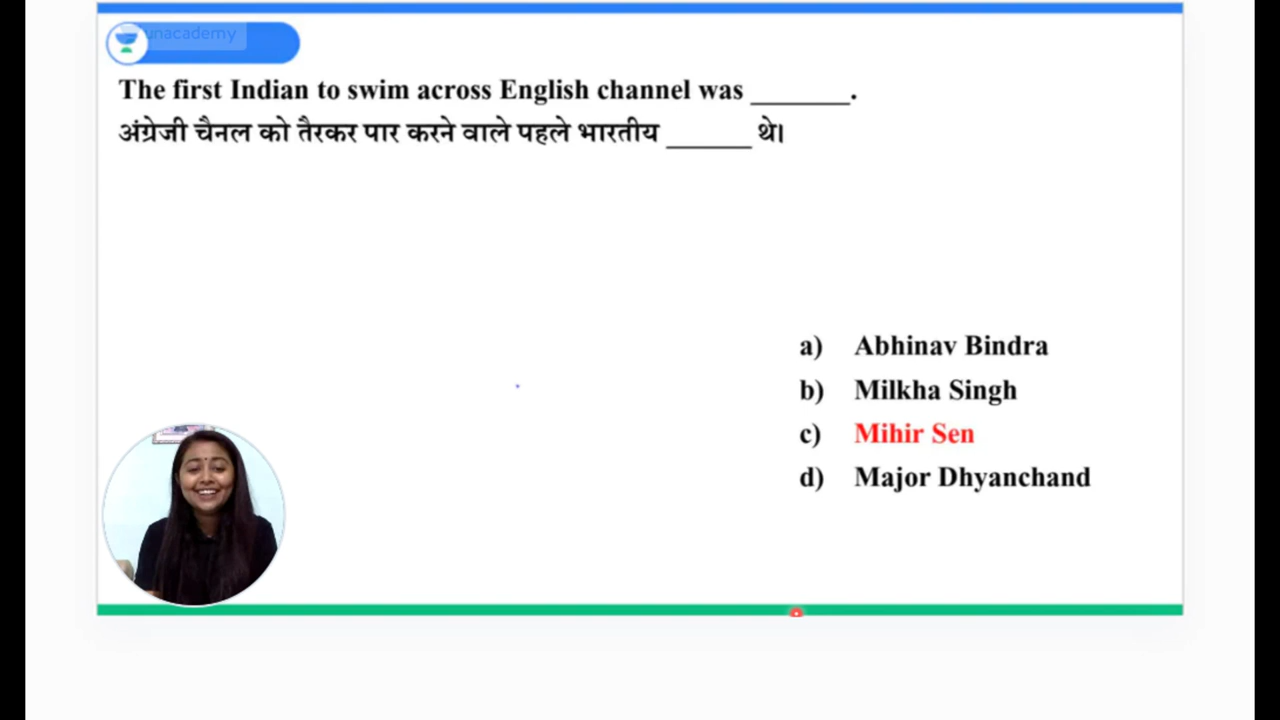 unacademy
The first Indian to swim across English channel was _______.
अंग्रेजी चैनल को तैरकर पार करने वाले पहले भारतीय ______ थे।
a) Abhinav Bindra
b) Milkha Singh
c) Mihir Sen
d) Major Dhyanchand